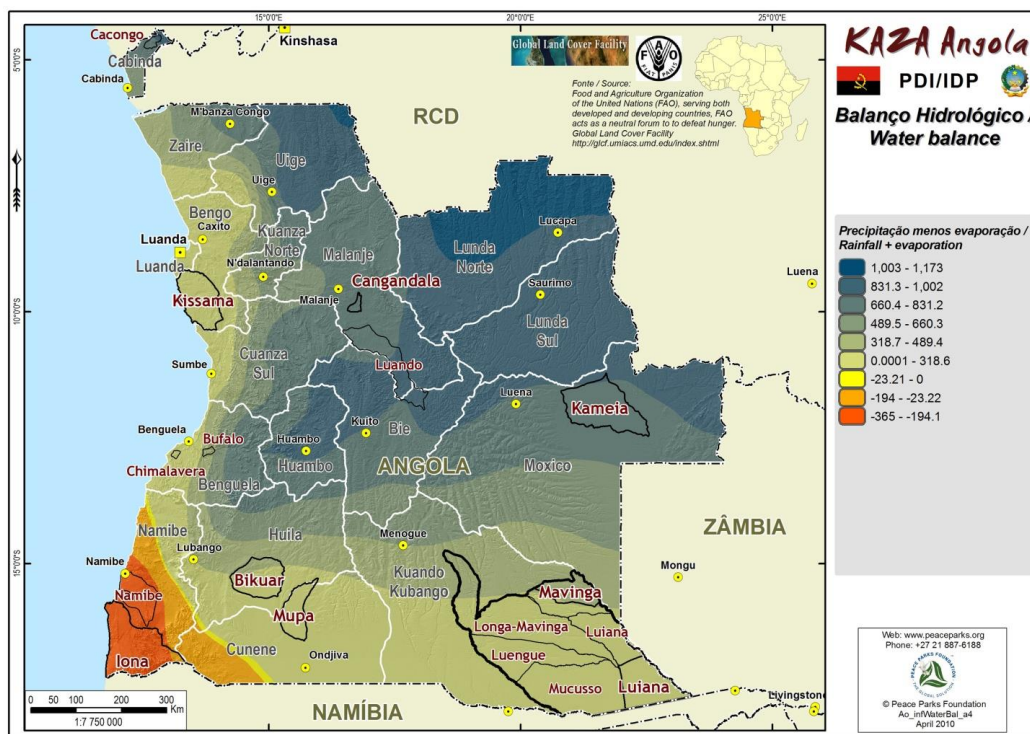 KAZA Angola
PDI/IDP
Balanço Hidrológico /
Water balance
Precipitação menos evaporação /
Rainfall + evaporation
1,003 - 1,173
831.3 - 1,002
660.4 - 831.2
489.5 - 660.3
318.7 - 489.4
0.0001 - 318.6
-23.21 - 0
-194 - -23.22
-365 - -194.1
Web: www.peaceparks.org
Phone: +27 21 887-6188
PEACE PARKS FOUNDATION
THE GLOBAL SOLUTION
© Peace Parks Foundation
Ao_infWaterBal_a4
April 2010
15°0'0"E
20°0'0"E
25°0'0"E
5°0'0"S
10°0'0"S
15°0'0"S
Global Land Cover Facility
F A O
FIAT PANIS
Fonte / Source:
Food and Agriculture Organization
of the United Nations (FAO), serving both
developed and developing countries, FAO
acts as a neutral forum to to defeat hunger.
Global Land Cover Facility
http://glcf.umiacs.umd.edu/index.shtml
Cacongo
Kinshasa
Cabinda
Cabinda
M'banza Congo
RCD
Zaire
Uige
Uige
Bengo
Caxito
Kuanza
Norte
Malanje
Lunda
Norte
Lucapa
Luanda
Luanda
N'dalantando
Malanje
Cangandala
Saurimo
Luena
Kissama
Lunda
Sul
Sumbe
Cuanza
Sul
Luando
Luena
Kameia
Benguela
Bufalo
Huambo
Kuito
Bie
Huambo
ANGOLA
Moxico
Chimalavera
Benguela
Namibe
Huila
Menogue
ZÂMBIA
Lubango
Kuando
Kubango
Mongu
Namibe
Namibe
Bikuar
Mupa
Mavinga
Longa-Mavinga
Luiana
Iona
Cunene
Ondjiva
Luengue
Mucusso
Luiana
NAMÍBIA
Livingstone
0 50 100 200 300
Km
1:7 750 000